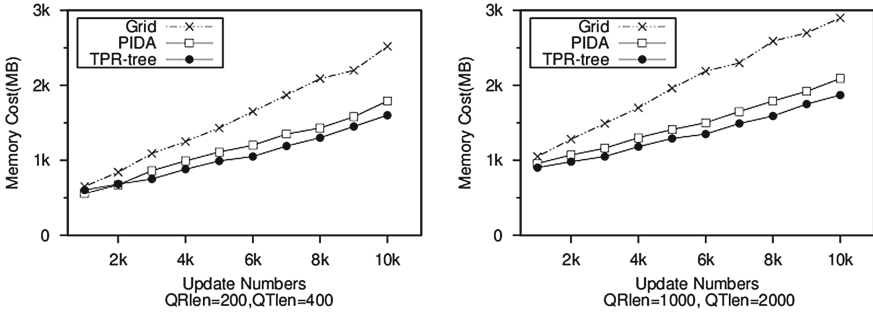 3k
2k
1k
0
Memory Cost(MB)
Grid
PIDA
TPR-tree
2k 4k 6k 8k 10k
Update Numbers
QRlen=200,QTlen=400
3k
2k
1k
0
Memory Cost(MB)
Grid
PIDA
TPR-tree
2k 4k 6k 8k 10k
Update Numbers
QRlen=1000, QTlen=2000